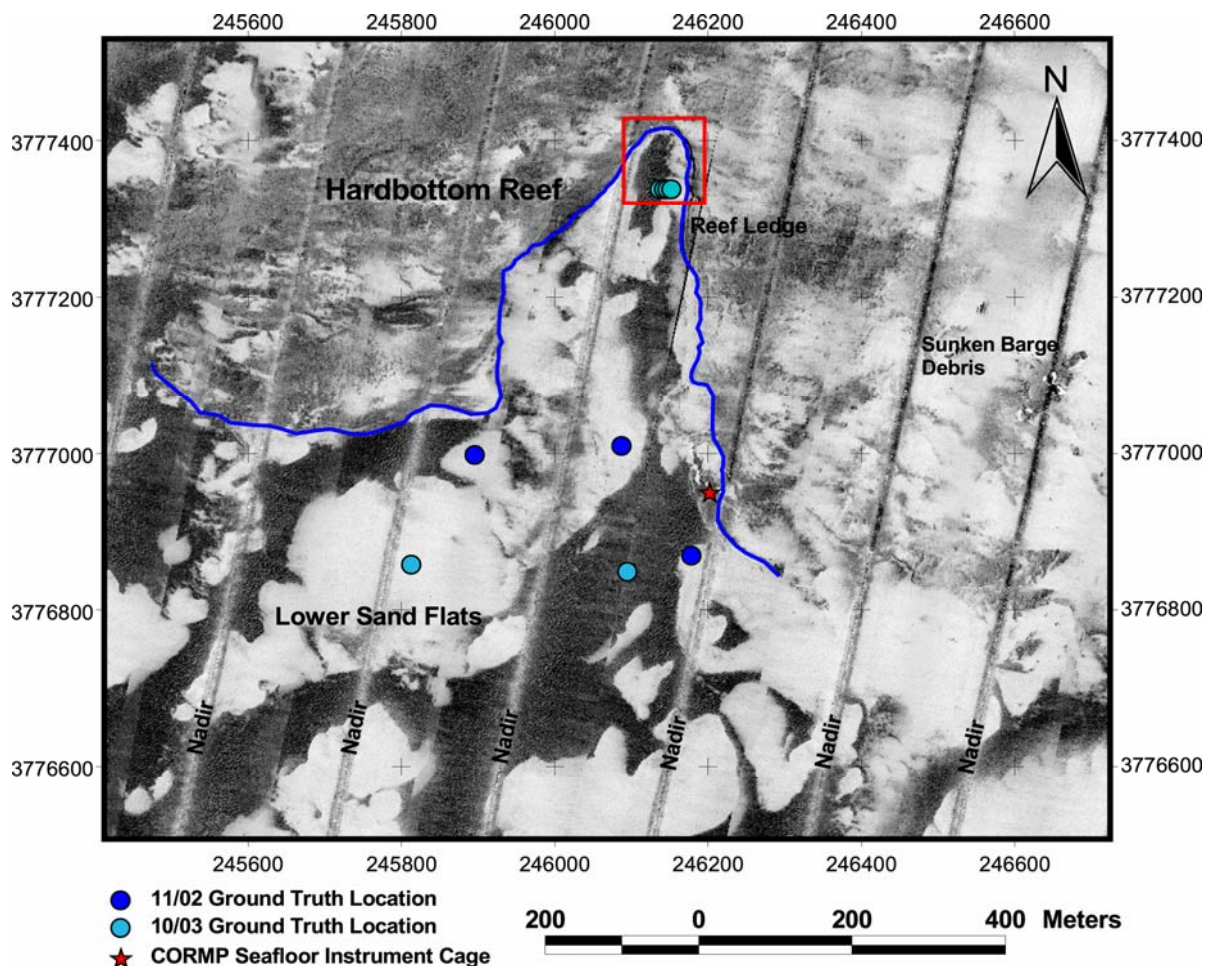 245600 245800 246000 246200 246400 246600
N
3777400 3777400
Hardbottom Reef
Reef Ledge
3777200 3777200
Sunken Barge
Debris
3777000 3777000
3776800 3776800
Lower Sand Flats
Nadir Nadir Nadir Nadir Nadir Nadir
3776600 3776600
245600 245800 246000 246200 246400 246600
11/02 Ground Truth Location
10/03 Ground Truth Location
CORMP Seafloor Instrument Cage
200 0 200 400 Meters